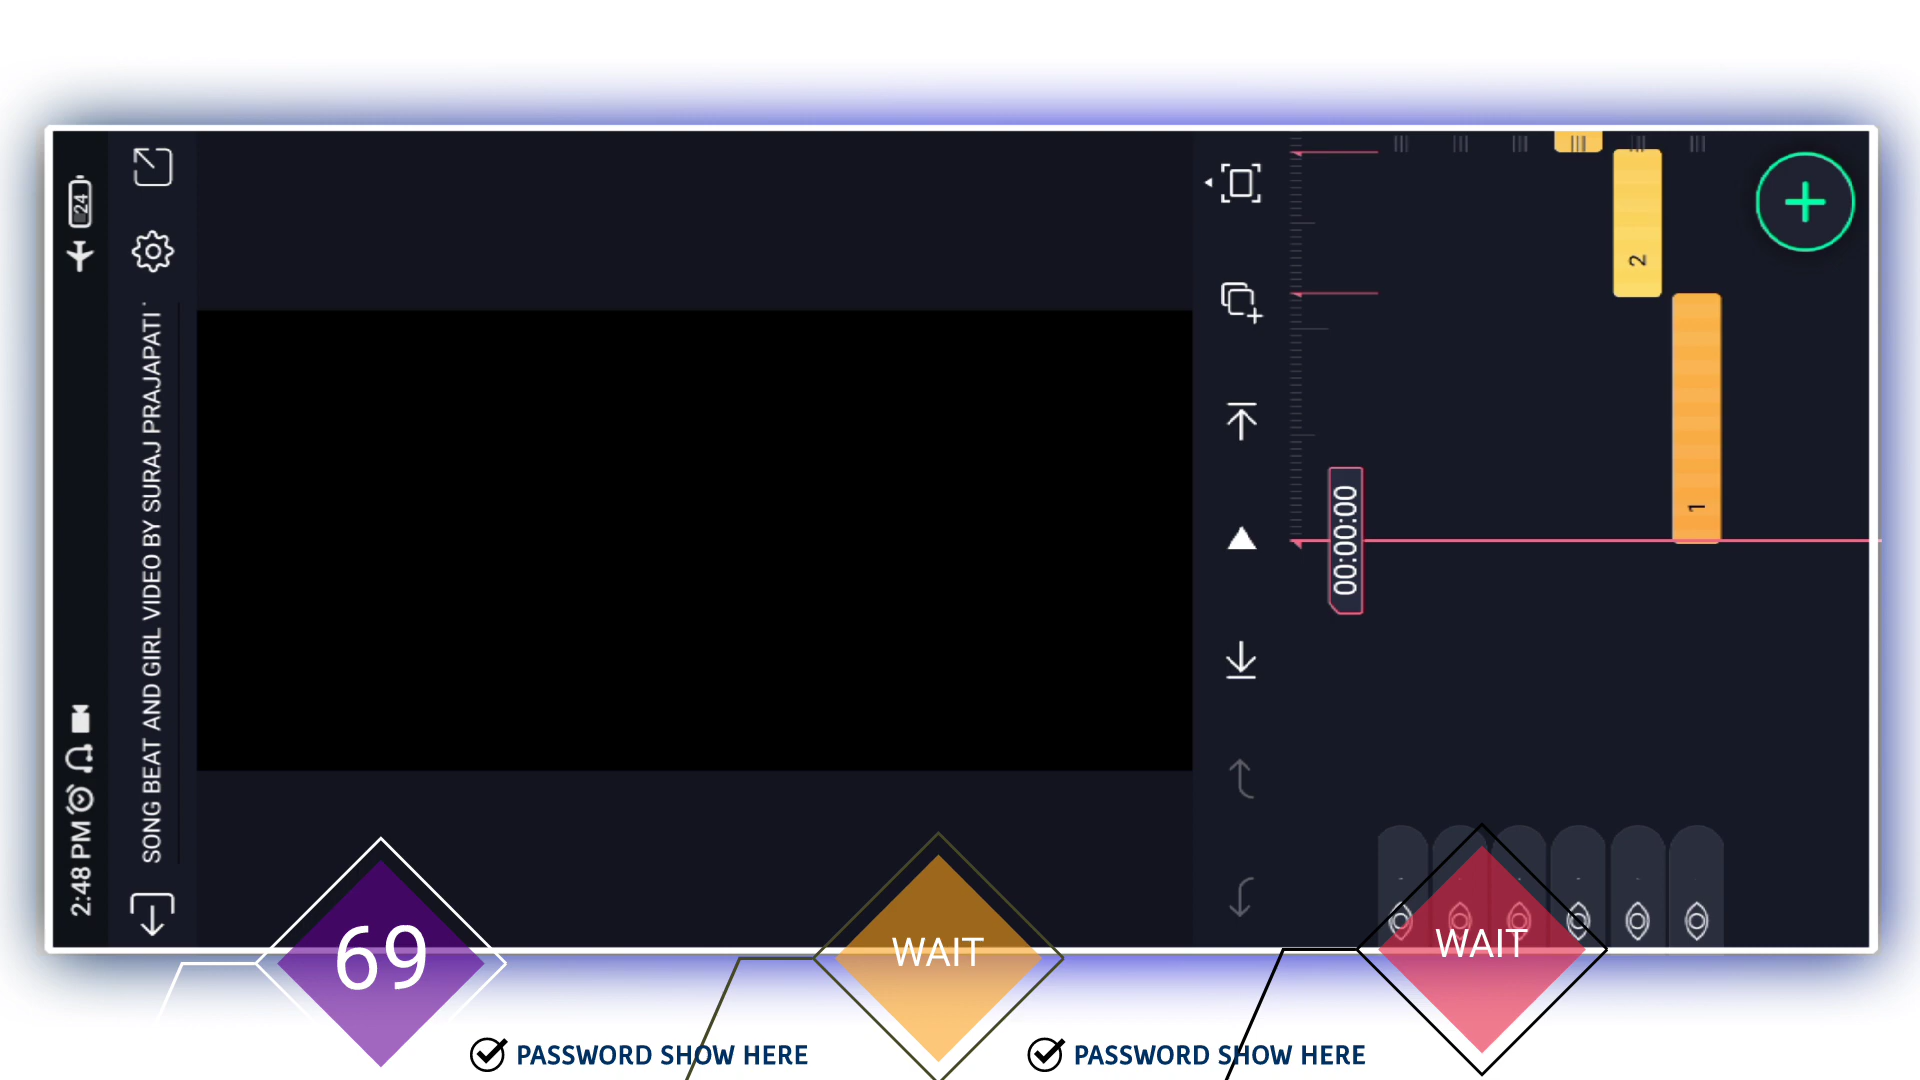 2:48 PM
24
SONG BEAT AND GIRL VIDEO BY SURAJ PRAJAPATI
00:00:00
2
1
69
WAIT
WAIT
PASSWORD SHOW HERE
PASSWORD SHOW HERE